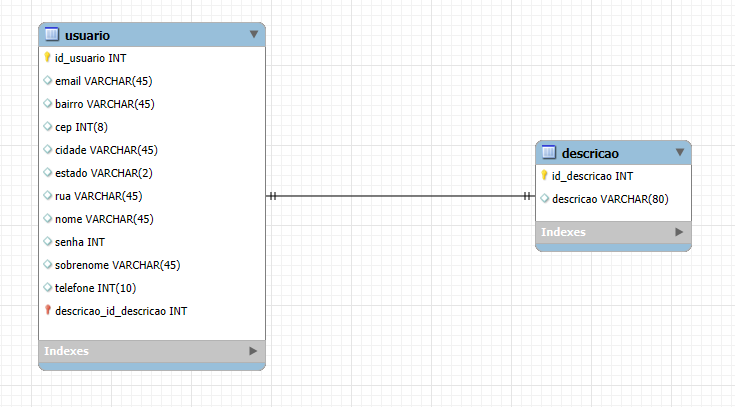 usuario
id_usuario INT
email VARCHAR(45)
bairro VARCHAR(45)
cep INT(8)
cidade VARCHAR(45)
estado VARCHAR(2)
rua VARCHAR(45)
nome VARCHAR(45)
senha INT
sobrenome VARCHAR(45)
telefone INT(10)
descricao_id_descricao INT
Indexes
descricao
id_descricao INT
descricao VARCHAR(80)
Indexes